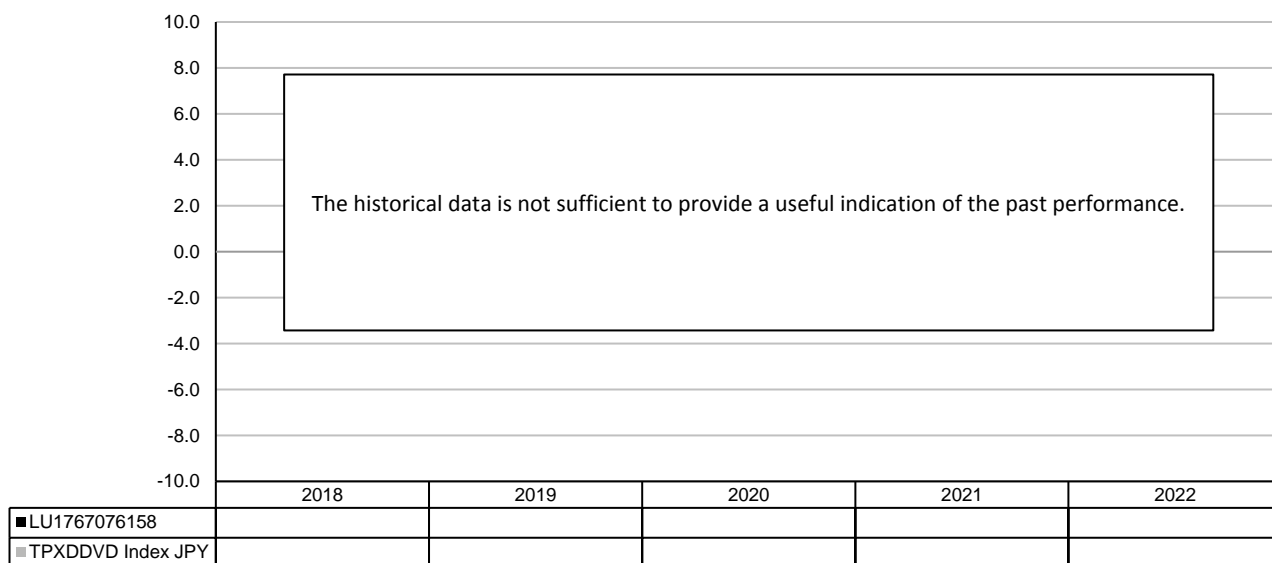 10.0
8.0
6.0
4.0
2.0
0.0
-2.0
-4.0
-6.0
-8.0
-10.0
The historical data is not sufficient to provide a useful indication of the past performance.
2018 2019 2020 2021 2022
LU1767076158
TPXDDVD Index JPY